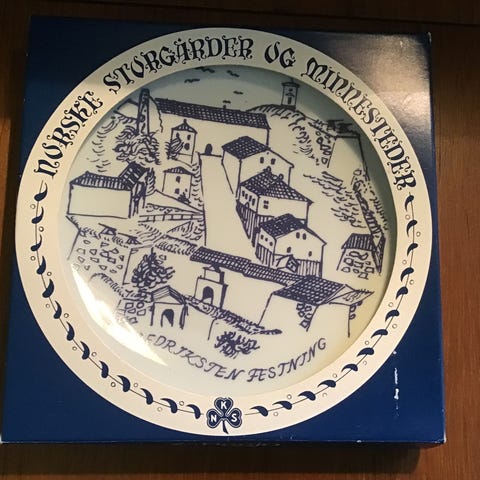 NORSKE STORGÅRDER OG MINNESTEDER
EDRIKSTEN FESTNING
N K S